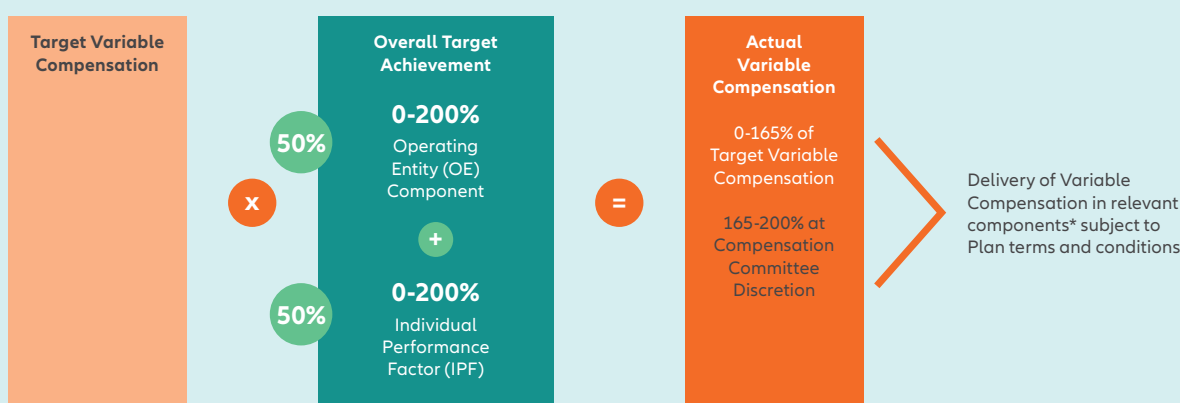 Target Variable
Compensation
x
Overall Target
Achievement
50%
0-200%
Operating
Entity (OE)
Component
+
50%
0-200%
Individual
Performance
Factor (IPF)
=
Actual
Variable
Compensation
0-165% of
Target Variable
Compensation
165-200% at
Compensation
Committee
Discretion
Delivery of Variable
Compensation in relevant
components* subject to
Plan terms and conditions